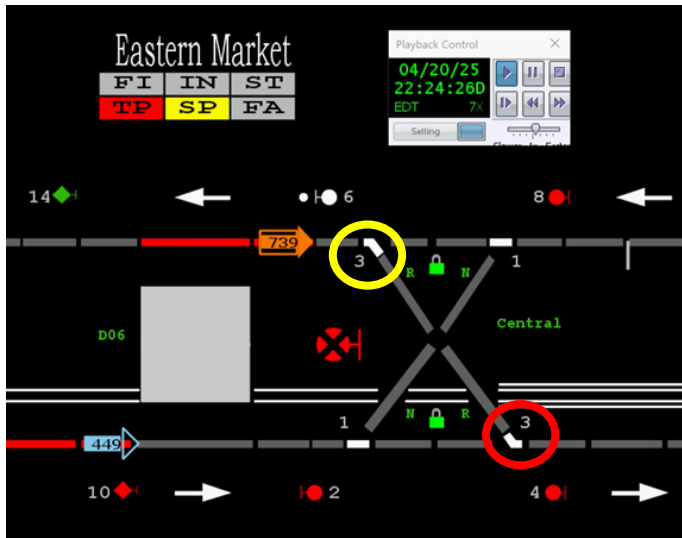 Eastern Market
FI IN ST
TP SP FA
Playback Control
04/20/25
22:24:26D
EDT 7X
Setting
14
6
8
739
3
R N
1
D06
Central
1
N R
3
449
10
2
4